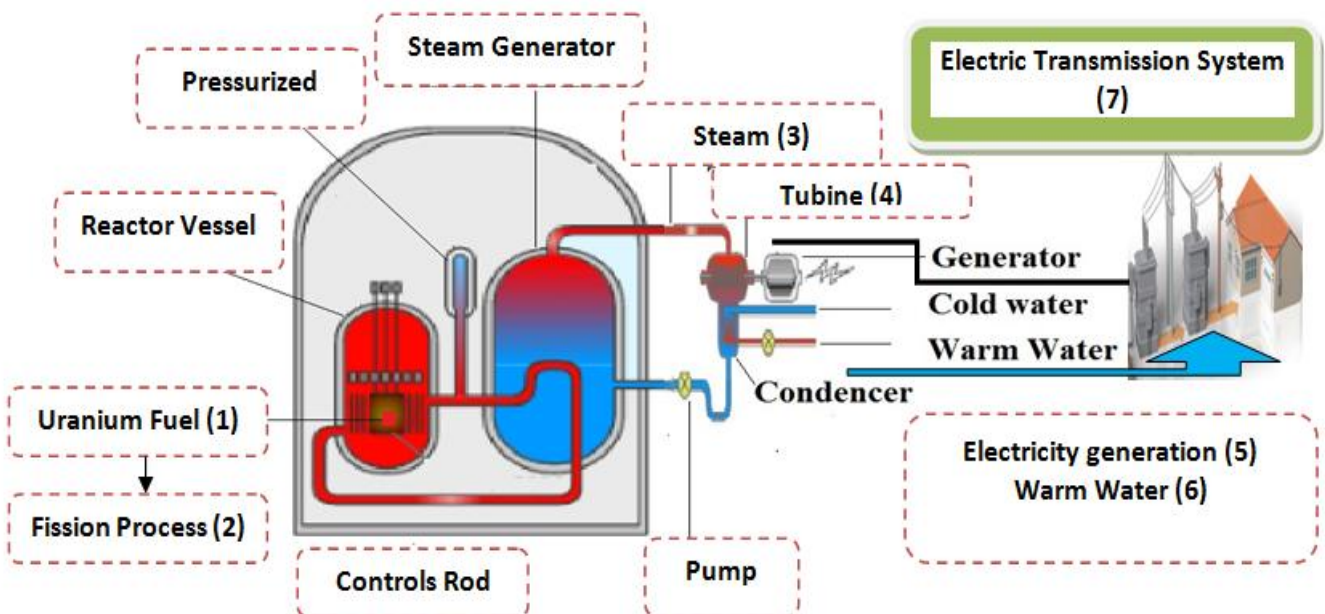 Steam Generator
Pressurized
Electric Transmission System
(7)
Steam (3)
Tubine (4)
Reactor Vessel
Generator
Cold water
Warm Water
Condencer
Uranium Fuel (1)
Electricity generation (5)
Warm Water (6)
Fission Process (2)
Controls Rod
Pump